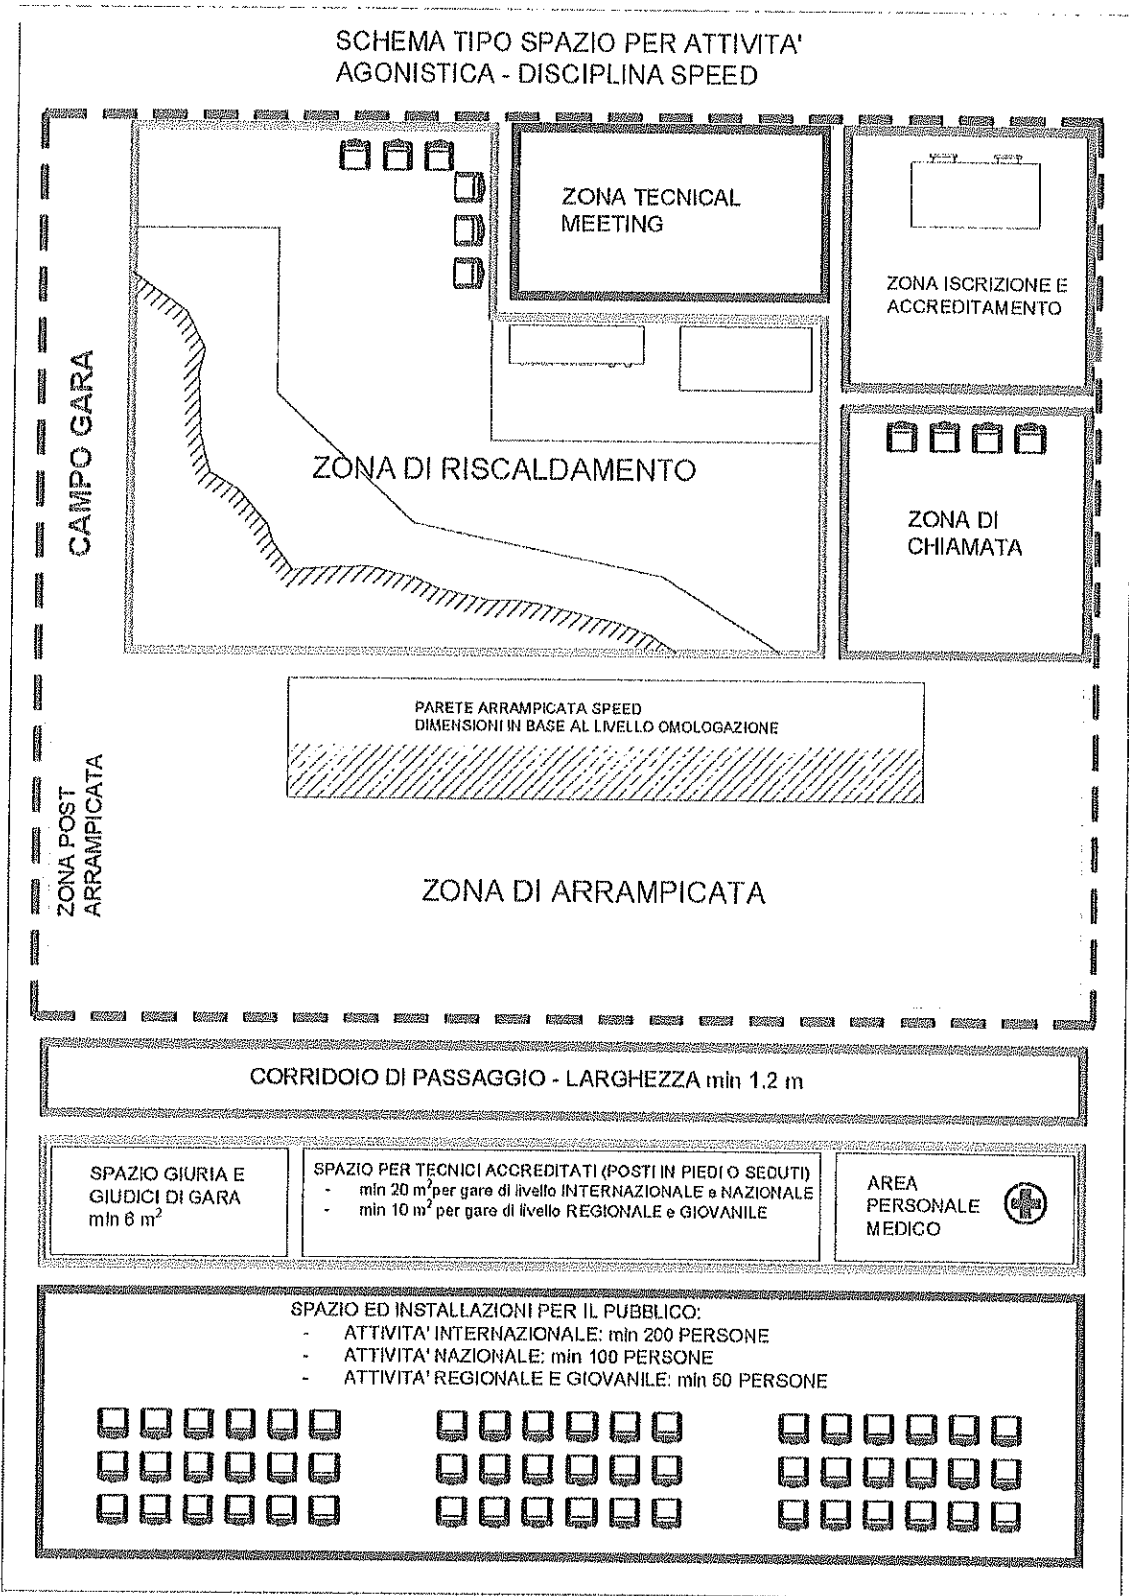 SCHEMA TIPO SPAZIO PER ATTIVITA'
AGONISTICA - DISCIPLINA SPEED
ZONA TECNICAL
MEETING
ZONA ISCRIZIONE E
ACCREDITAMENTO
CAMPO GARA
ZONA DI RISCALDAMENTO
ZONA DI
CHIAMATA
PARETE ARRAMPICATA SPEED
DIMENSIONI IN BASE AL LIVELLO OMOLOGAZIONE
ZONA POST
ARRAMPICATA
ZONA DI ARRAMPICATA
CORRIDOIO DI PASSAGGIO - LARGHEZZA min 1,2 m
SPAZIO GIURIA E
GIUDICI DI GARA
min 6 m²
SPAZIO PER TECNICI ACCREDITATI (POSTI IN PIEDI O SEDUTI)
- min 20 m² per gare di livello INTERNAZIONALE e NAZIONALE
- min 10 m² per gare di livello REGIONALE e GIOVANILE
AREA
PERSONALE
MEDICO
SPAZIO ED INSTALLAZIONI PER IL PUBBLICO:
- ATTIVITA' INTERNAZIONALE: min 200 PERSONE
- ATTIVITA' NAZIONALE: min 100 PERSONE
- ATTIVITA' REGIONALE E GIOVANILE: min 50 PERSONE